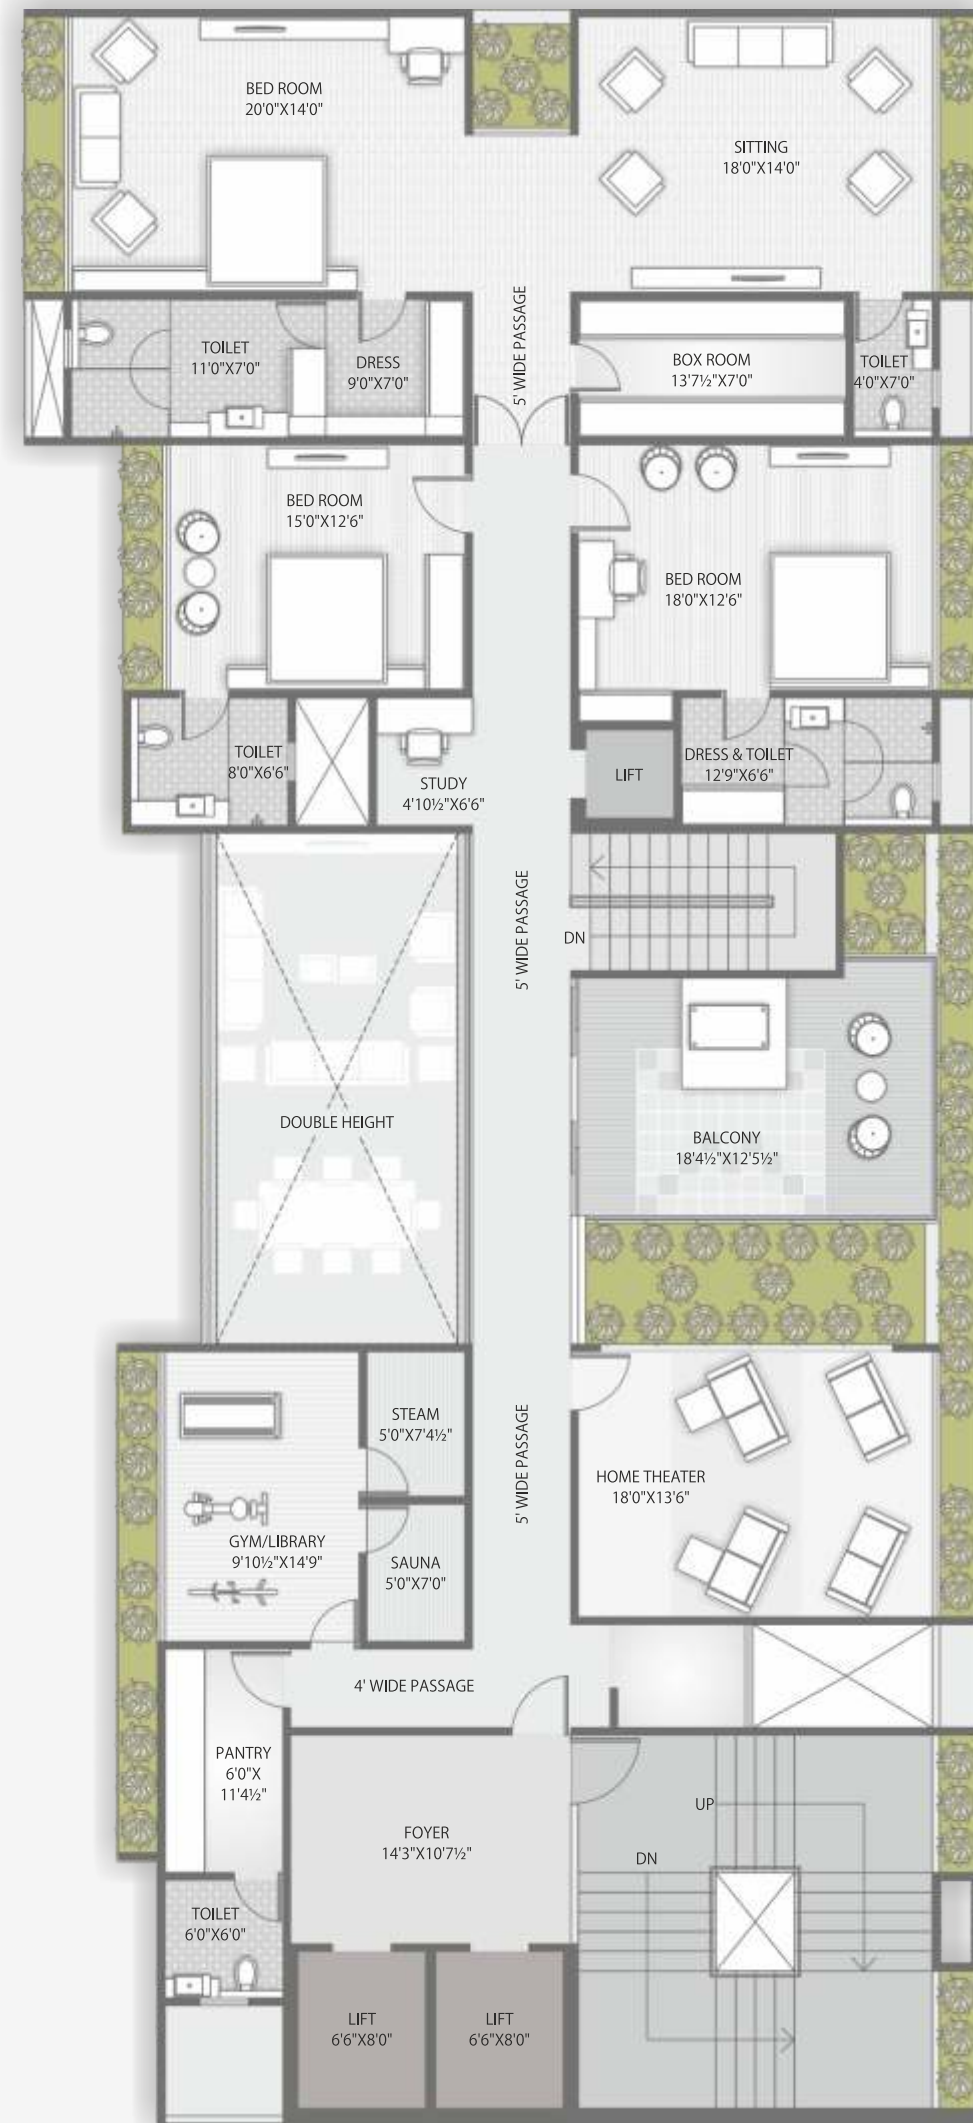 BED ROOM
20'0"X14'0"
SITTING
18'0"X14'0"
5' WIDE PASSAGE
TOILET
11'0"X7'0"
DRESS
9'0"X7'0"
BOX ROOM
13'7½"X7'0"
TOILET
4'0"X7'0"
BED ROOM
15'0"X12'6"
BED ROOM
18'0"X12'6"
TOILET
8'0"X6'6"
STUDY
4'10½"X6'6"
LIFT
DRESS & TOILET
12'9"X6'6"
5' WIDE PASSAGE
DN
DOUBLE HEIGHT
BALCONY
18'4½"X12'5½"
STEAM
5'0"X7'4½"
5' WIDE PASSAGE
HOME THEATER
18'0"X13'6"
GYM/LIBRARY
9'10½"X14'9"
SAUNA
5'0"X7'0"
4' WIDE PASSAGE
PANTRY
6'0"X
11'4½"
FOYER
14'3"X10'7½"
UP
DN
TOILET
6'0"X6'0"
LIFT
6'6"X8'0"
LIFT
6'6"X8'0"